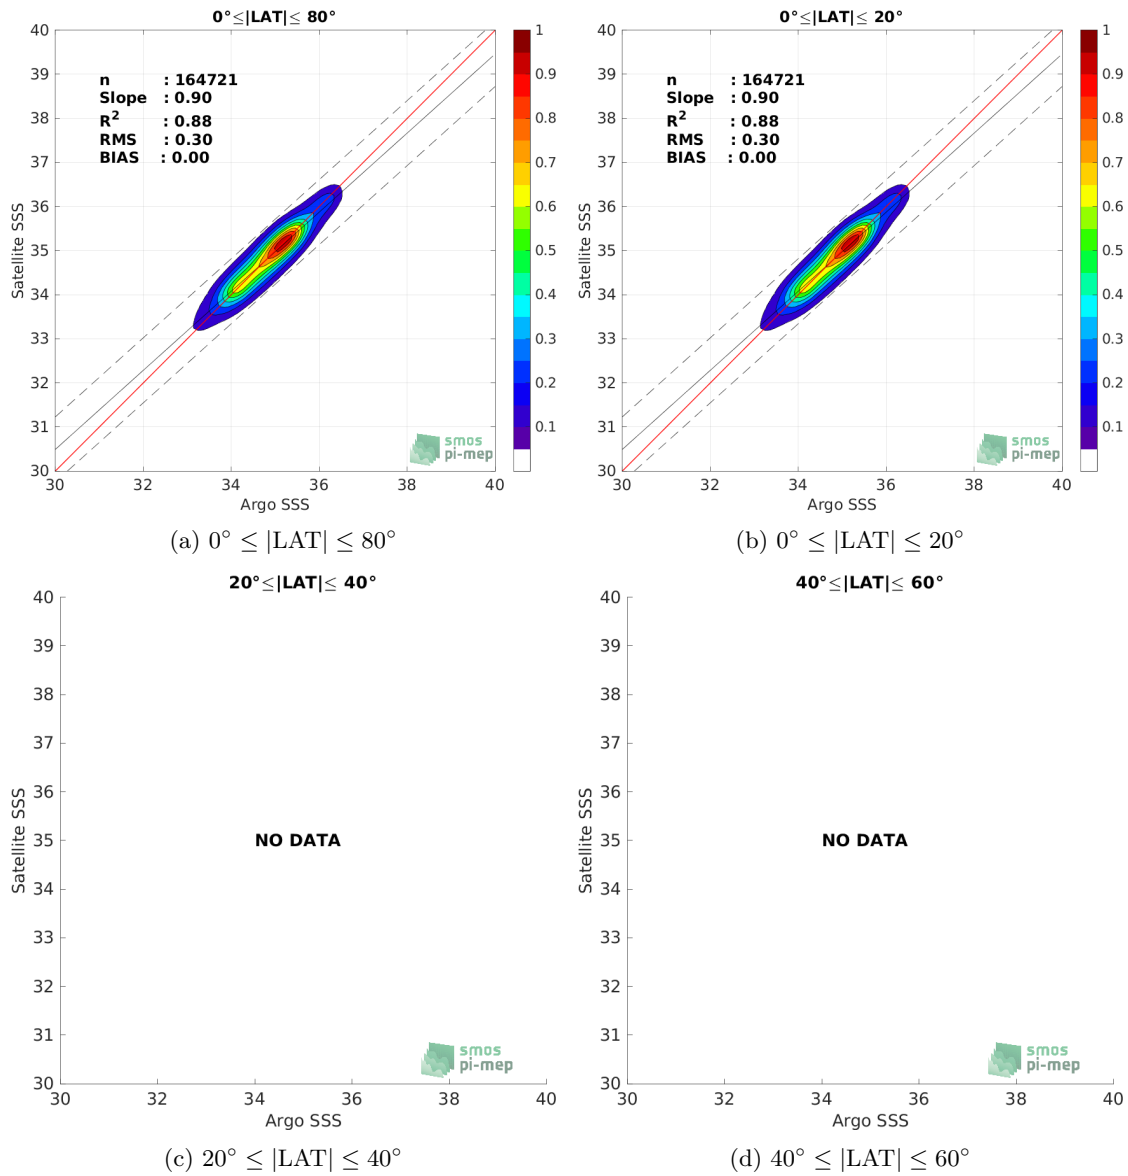 0°≤|LAT|≤ 80°
40
39
38
37
36
35
34
33
32
31
30
30
32
34
36
38
40
Satellite SSS
Argo SSS
n : 164721
Slope : 0.90
R² : 0.88
RMS : 0.30
BIAS : 0.00
1
0.9
0.8
0.7
0.6
0.5
0.4
0.3
0.2
0.1
smos
pi-mep
(a) 0° ≤ |LAT| ≤ 80°
0°≤|LAT|≤ 20°
40
39
38
37
36
35
34
33
32
31
30
30
32
34
36
38
40
Satellite SSS
Argo SSS
n : 164721
Slope : 0.90
R² : 0.88
RMS : 0.30
BIAS : 0.00
1
0.9
0.8
0.7
0.6
0.5
0.4
0.3
0.2
0.1
smos
pi-mep
(b) 0° ≤ |LAT| ≤ 20°
20°≤|LAT|≤ 40°
40
39
38
37
36
35
34
33
32
31
30
30
32
34
36
38
40
Satellite SSS
Argo SSS
NO DATA
smos
pi-mep
(c) 20° ≤ |LAT| ≤ 40°
40°≤|LAT|≤ 60°
40
39
38
37
36
35
34
33
32
31
30
30
32
34
36
38
40
Satellite SSS
Argo SSS
NO DATA
smos
pi-mep
(d) 40° ≤ |LAT| ≤ 60°